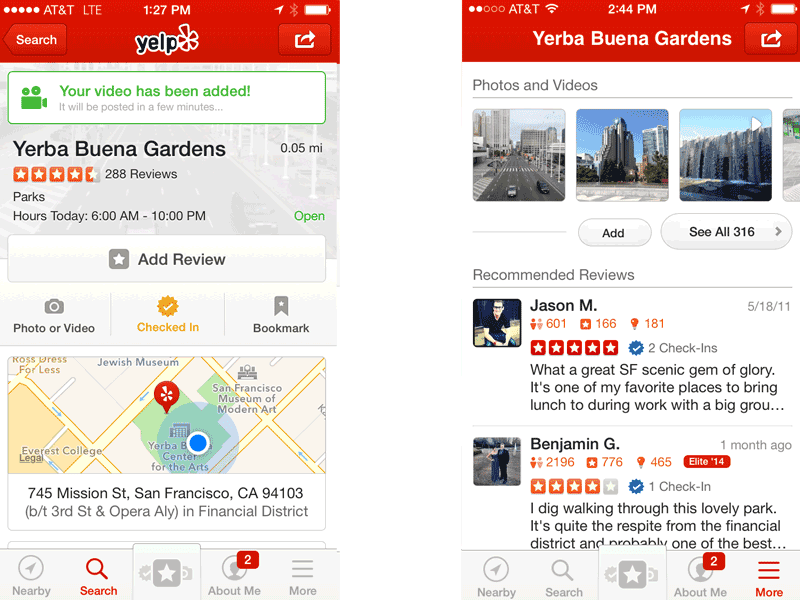 AT&T LTE 1:27 PM
Search
yelp
Your video has been added!
It will be posted in a few minutes...
Yerba Buena Gardens 0.05 mi
288 Reviews
Parks
Hours Today: 6:00 AM - 10:00 PM Open
Add Review
Photo or Video
Checked In
Bookmark
Ross Dress
For Less
Jewish Museum
San Francisco
Museum of
Modern Art
Yerba Buena
Center
for the Arts
Everest College
Legal
745 Mission St, San Francisco, CA 94103
(b/t 3rd St & Opera Aly) in Financial District
2
Nearby
Search
About Me
More
AT&T 2:44 PM
Yerba Buena Gardens
Photos and Videos
Add
See All 316
Recommended Reviews
Jason M. 5/18/11
601 166 181
2 Check-Ins
What a great SF scenic gem of glory.
It's one of my favorite places to bring
lunch to during work with a big grou...
Benjamin G. 1 month ago
2196 776 465 Elite '14
1 Check-In
I dig walking through this lovely park.
It's quite the respite from the financial
district and probably one of the best...
2
Nearby
Search
About Me
More